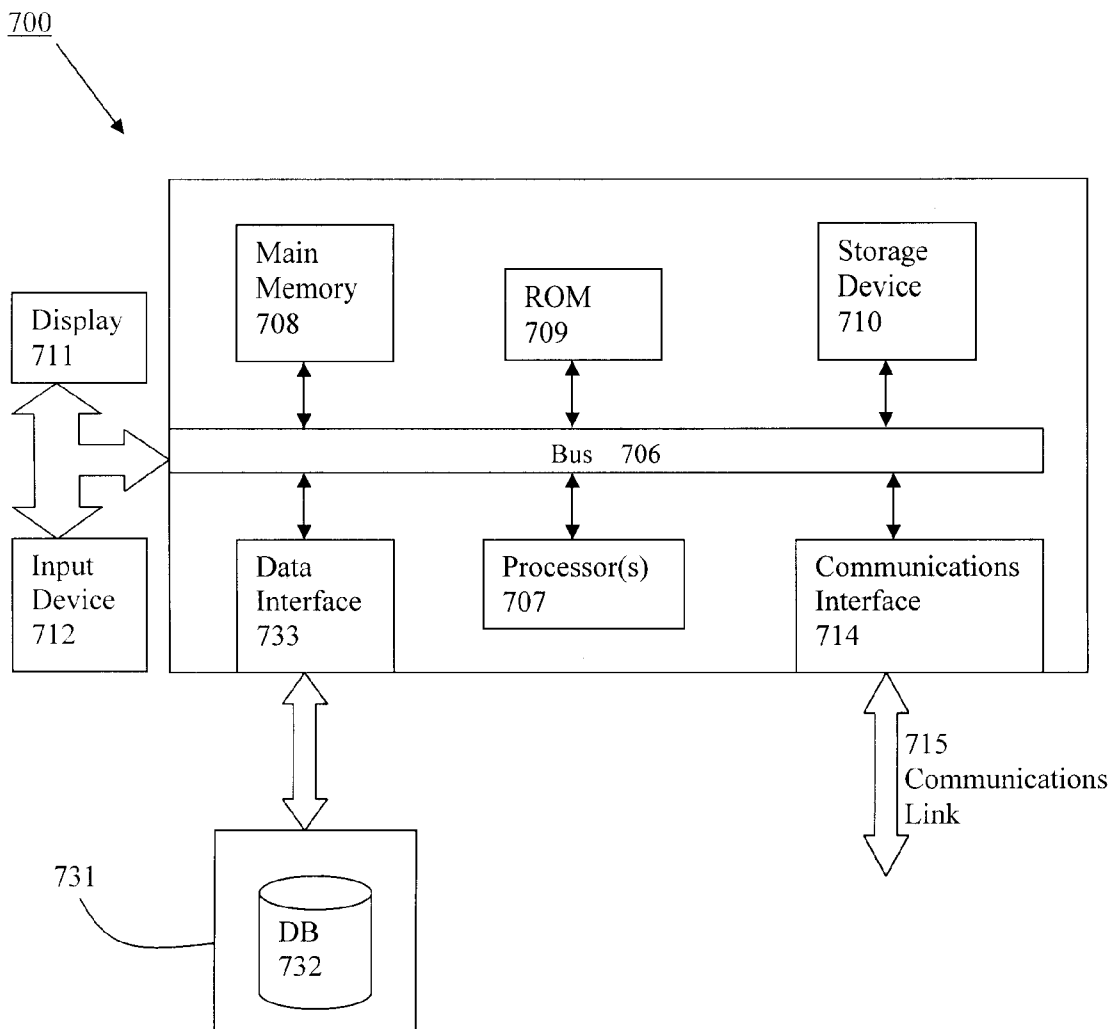 700
Main
Memory
708
ROM
709
Storage
Device
710
Display
711
Bus 706
Input
Device
712
Data
Interface
733
Processor(s)
707
Communications
Interface
714
715
Communications
Link
731
DB
732